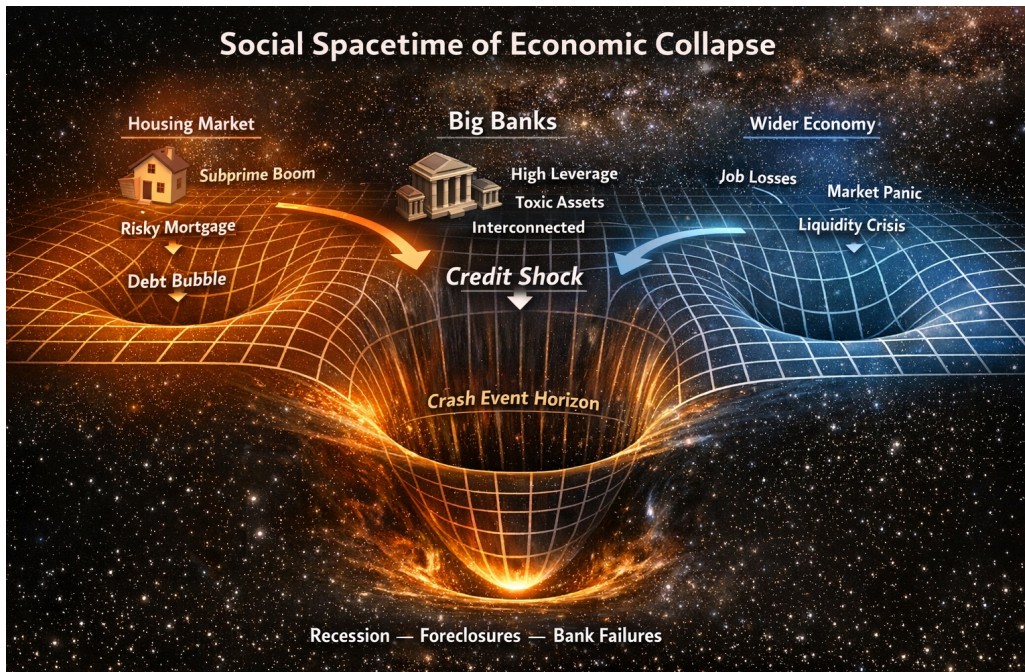 Social Spacetime of Economic Collapse
Housing Market
Subprime Boom
Risky Mortgage
Debt Bubble
Big Banks
High Leverage
Toxic Assets
Interconnected
Credit Shock
Wider Economy
Job Losses
Market Panic
Liquidity Crisis
Crash Event Horizon
Recession — Foreclosures — Bank Failures